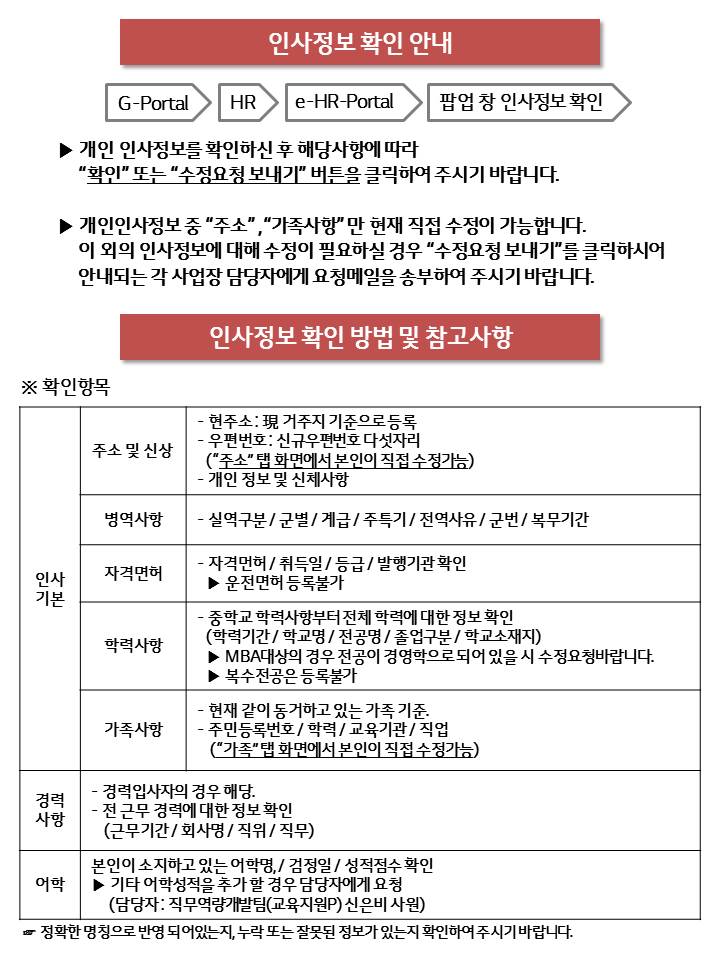 인사정보 확인 안내
G-Portal HR e-HR-Portal 팝업 창 인사정보 확인
▶ 개인 인사정보를 확인하신 후 해당사항에 따라
“확인” 또는 “수정요청 보내기” 버튼을 클릭하여 주시기 바랍니다.
▶ 개인인사정보 중 “주소” , “가족사항” 만 현재 직접 수정이 가능합니다.
이 외의 인사정보에 대해 수정이 필요하실 경우 “수정요청 보내기”를 클릭하시어
안내되는 각 사업장 담당자에게 요청메일을 송부하여 주시기 바랍니다.
인사정보 확인 방법 및 참고사항
※ 확인항목
인사
기본
주소 및 신상
- 현주소 : 現 거주지 기준으로 등록
- 우편번호 : 신규우편번호 다섯자리
(“주소” 탭 화면에서 본인이 직접 수정가능)
- 개인 정보 및 신체사항
병역사항
- 실역구분 / 군별 / 계급 / 주특기 / 전역사유 / 군번 / 복무기간
자격면허
- 자격먼허 / 취득일 / 등급 / 발행기관 확인
▶ 운전면허 등록불가
학력사항
- 중학교 학력사항부터 전체 학력에 대한 정보 확인
(학력기간 / 학교명 / 전공명 / 졸업구분 / 학교소재지)
▶ MBA대상의 경우 전공이 경영학으로 되어 있을 시 수정요청바랍니다.
▶ 복수전공은 등록불가
가족사항
- 현재 같이 동거하고 있는 가족 기준.
- 주민등록번호 / 학력 / 교육기관 / 직업
(“가족” 탭 화면에서 본인이 직접 수정가능)
경력
사항
- 경력입사자의 경우 해당.
- 전 근무 경력에 대한 정보 확인
(근무기간 / 회사명 / 직위 / 직무)
어학
본인이 소지하고 있는 어학명, / 검정일 / 성적점수 확인
▶ 기타 어학성적을 추가 할 경우 담당자에게 요청
(담당자 : 직무역량개발팀(교육지원P) 신은비 사원)
☞ 정확한 명칭으로 반영 되어있는지, 누락 또는 잘못된 정보가 있는지 확인하여 주시기 바랍니다.